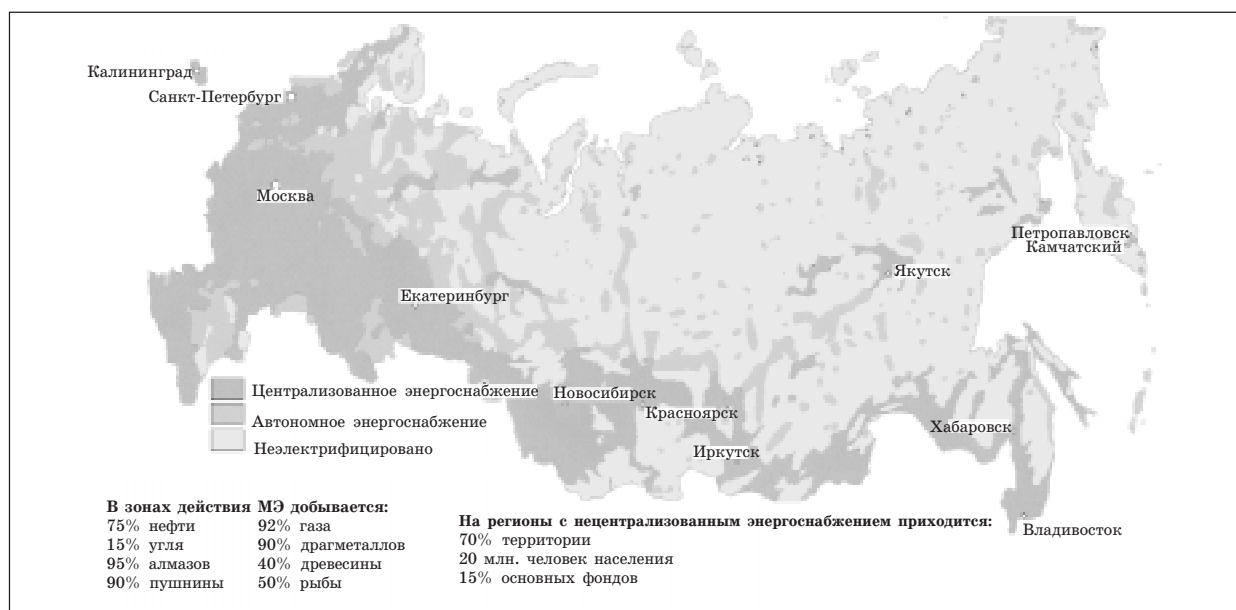 Калининград
Санкт-Петербург
Москва
Петропавловск
Камчатский
Якутск
Екатеринбург
Централизованное энергоснабжение
Автономное энергоснабжение
Неэлектрифицировано
Новосибирск
Красноярск
Иркутск
Хабаровск
Владивосток
В зонах действия МЭ добывается:
75% нефти 92% газа
15% угля 90% драгметаллов
95% алмазов 40% древесины
90% пушнины 50% рыбы
На регионы с нецентрализованным энергоснабжением приходится:
70% территории
20 млн. человек населения
15% основных фондов